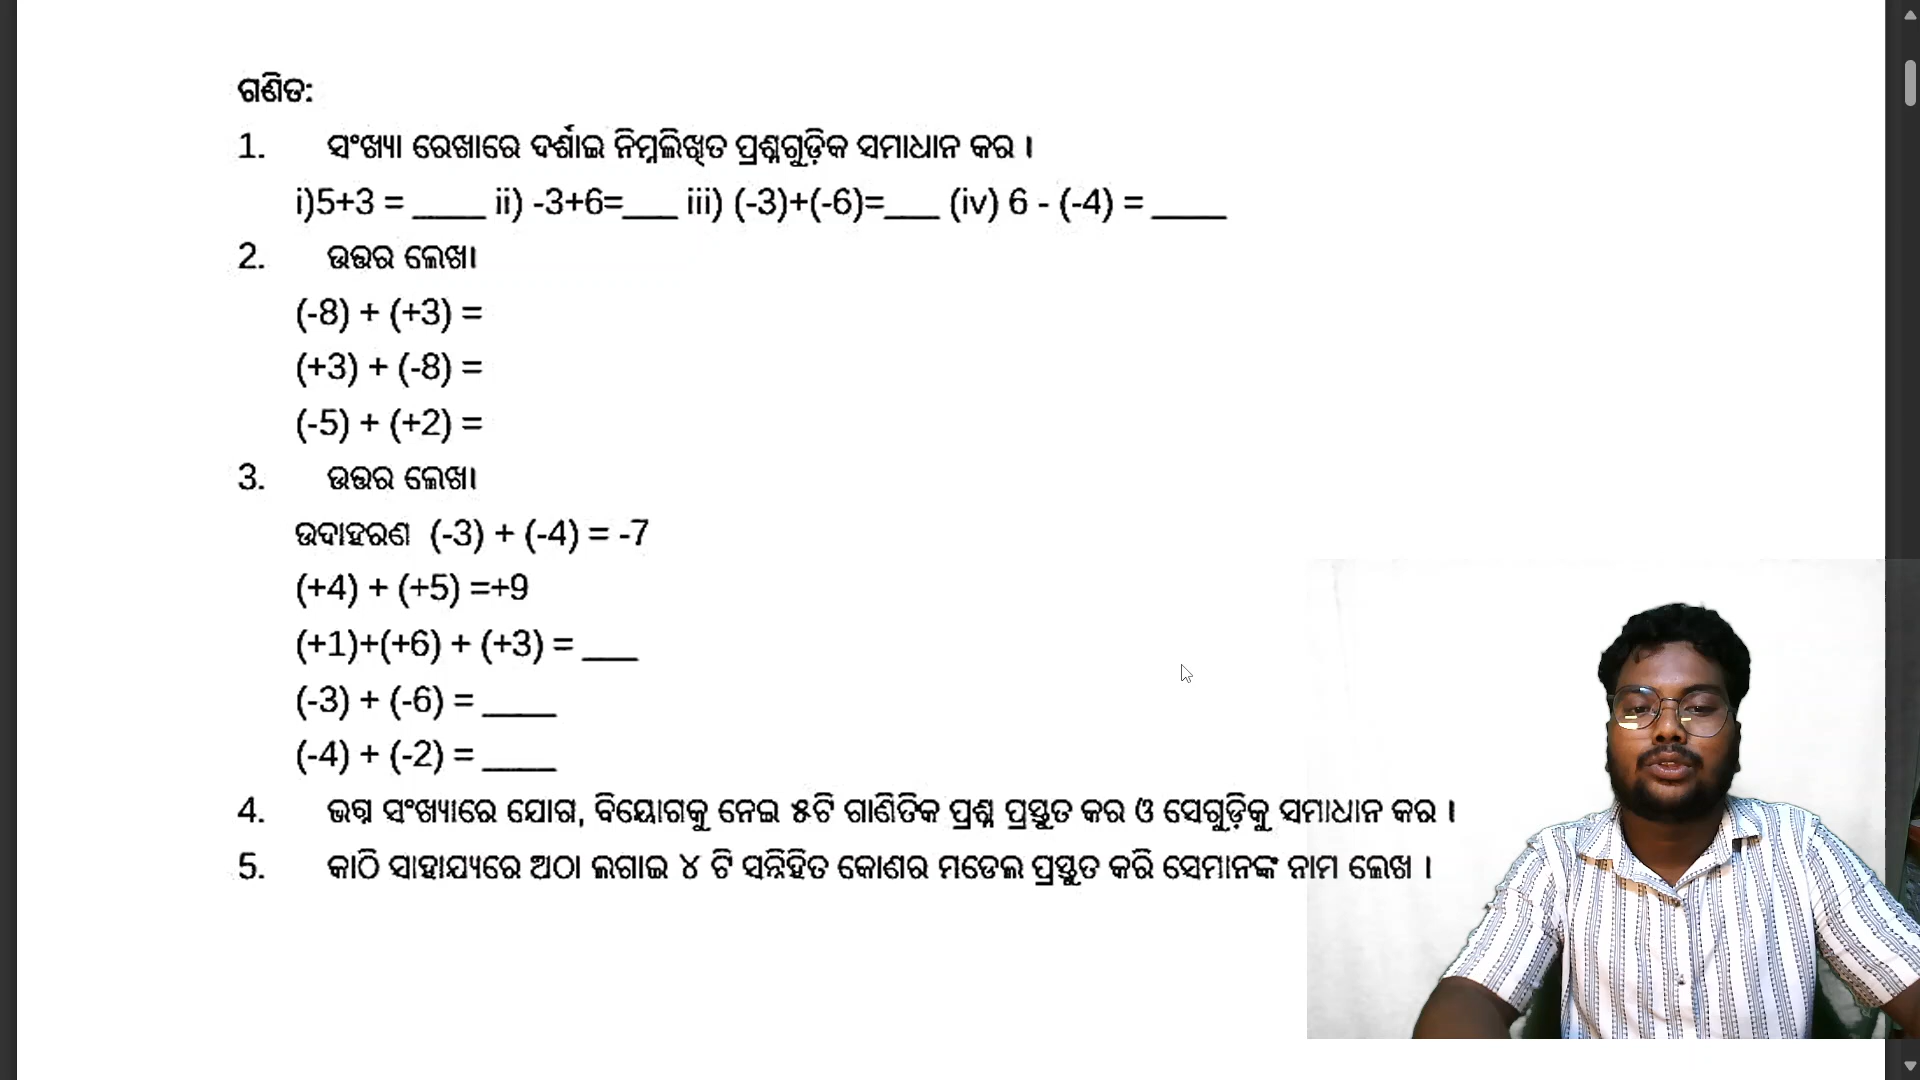 ଗଣିତ:
1. ସଂଖ୍ୟା ରେଖାରେ ଦର୍ଶାଇ ନିମ୍ନଲିଖିତ ପ୍ରଶ୍ନଗୁଡ଼ିକ ସମାଧାନ କର ।
i)5+3 = ____ ii) -3+6=___ iii) (-3)+(-6)=___ (iv) 6 - (-4) = ____
2. ଉତ୍ତର ଲେଖ।
(-8) + (+3) =
(+3) + (-8) =
(-5) + (+2) =
3. ଉତ୍ତର ଲେଖ।
ଉଦାହରଣ (-3) + (-4) = -7
(+4) + (+5) =+9
(+1)+(+6) + (+3) = ___
(-3) + (-6) = ____
(-4) + (-2) = ____
4. ଭଗ୍ନ ସଂଖ୍ୟାରେ ଯୋଗ, ବିୟୋଗକୁ ନେଇ ୫ଟି ଗାଣିତିକ ପ୍ରଶ୍ନ ପ୍ରସ୍ତୁତ କର ଓ ସେଗୁଡ଼ିକୁ ସମାଧାନ କର ।
5. କାଠି ସାହାଯ୍ୟରେ ଅଠା ଲଗାଇ ୪ ଟି ସନ୍ନିହିତ କୋଣର ମଡେଲ ପ୍ରସ୍ତୁତ କରି ସେମାନଙ୍କ ନାମ ଲେଖ ।